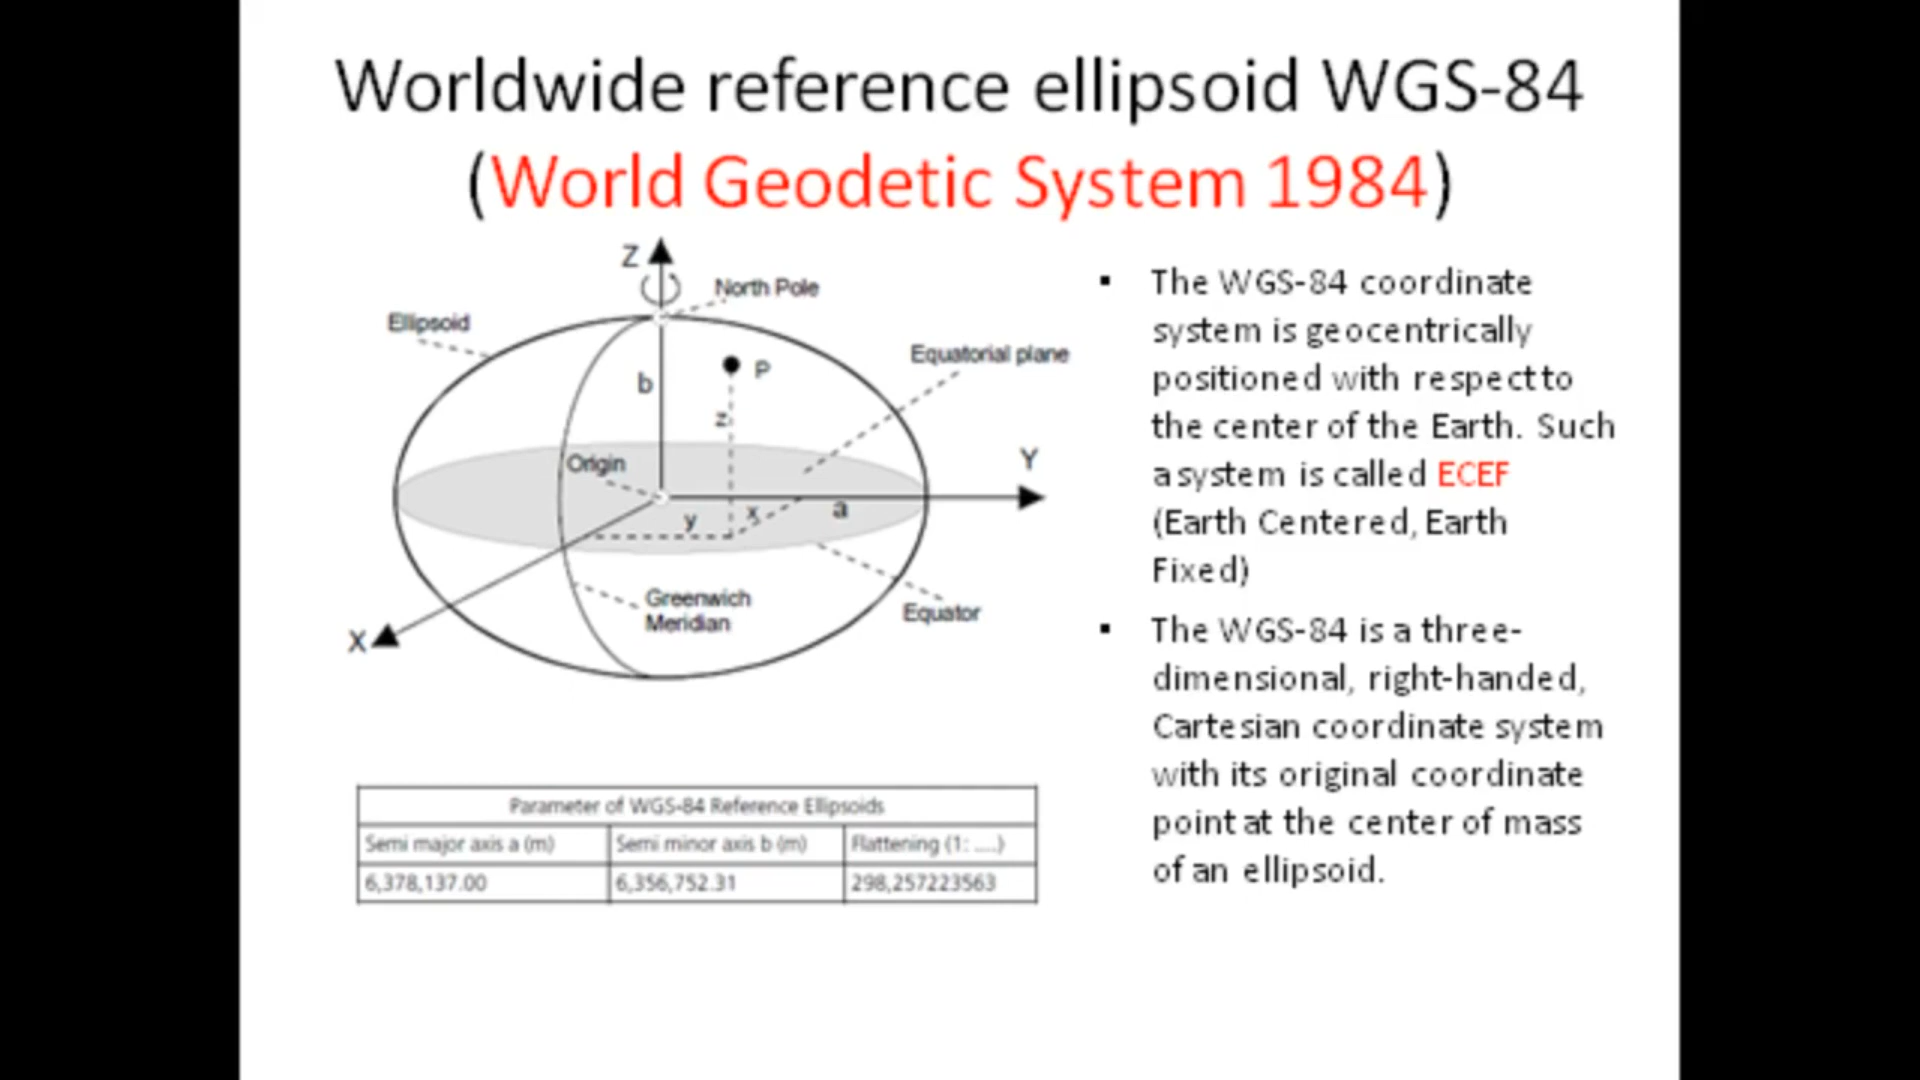 Worldwide reference ellipsoid WGS-84
(World Geodetic System 1984)
Z
North Pole
Ellipsoid
Equatorial plane
P
b
z
Origin
Y
y
x
a
Greenwich
Meridian
Equator
X
Parameter of WGS-84 Reference Ellipsoids
Semi major axis a (m) Semi minor axis b (m) Flattening (1: ....)
6,378,137.00 6,356,752.31 298,257223563
▪ The WGS-84 coordinate
system is geocentrically
positioned with respect to
the center of the Earth. Such
a system is called ECEF
(Earth Centered, Earth
Fixed)
▪ The WGS-84 is a three-
dimensional, right-handed,
Cartesian coordinate system
with its original coordinate
point at the center of mass
of an ellipsoid.